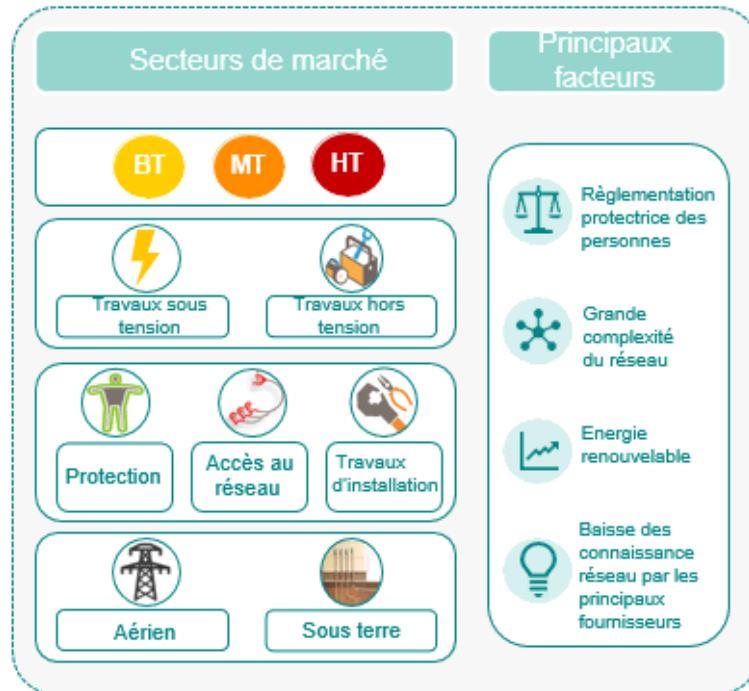 Secteurs de marché
BT
MT
HT
Travaux sous
tension
Travaux hors
tension
Protection
Accès au
réseau
Travaux
d'installation
Aérien
Sous terre
Principaux
facteurs
Règlementation
protectrice des
personnes
Grande
complexité
du réseau
Energie
renouvelable
Baisse des
connaissance
réseau par les
principaux
fournisseurs